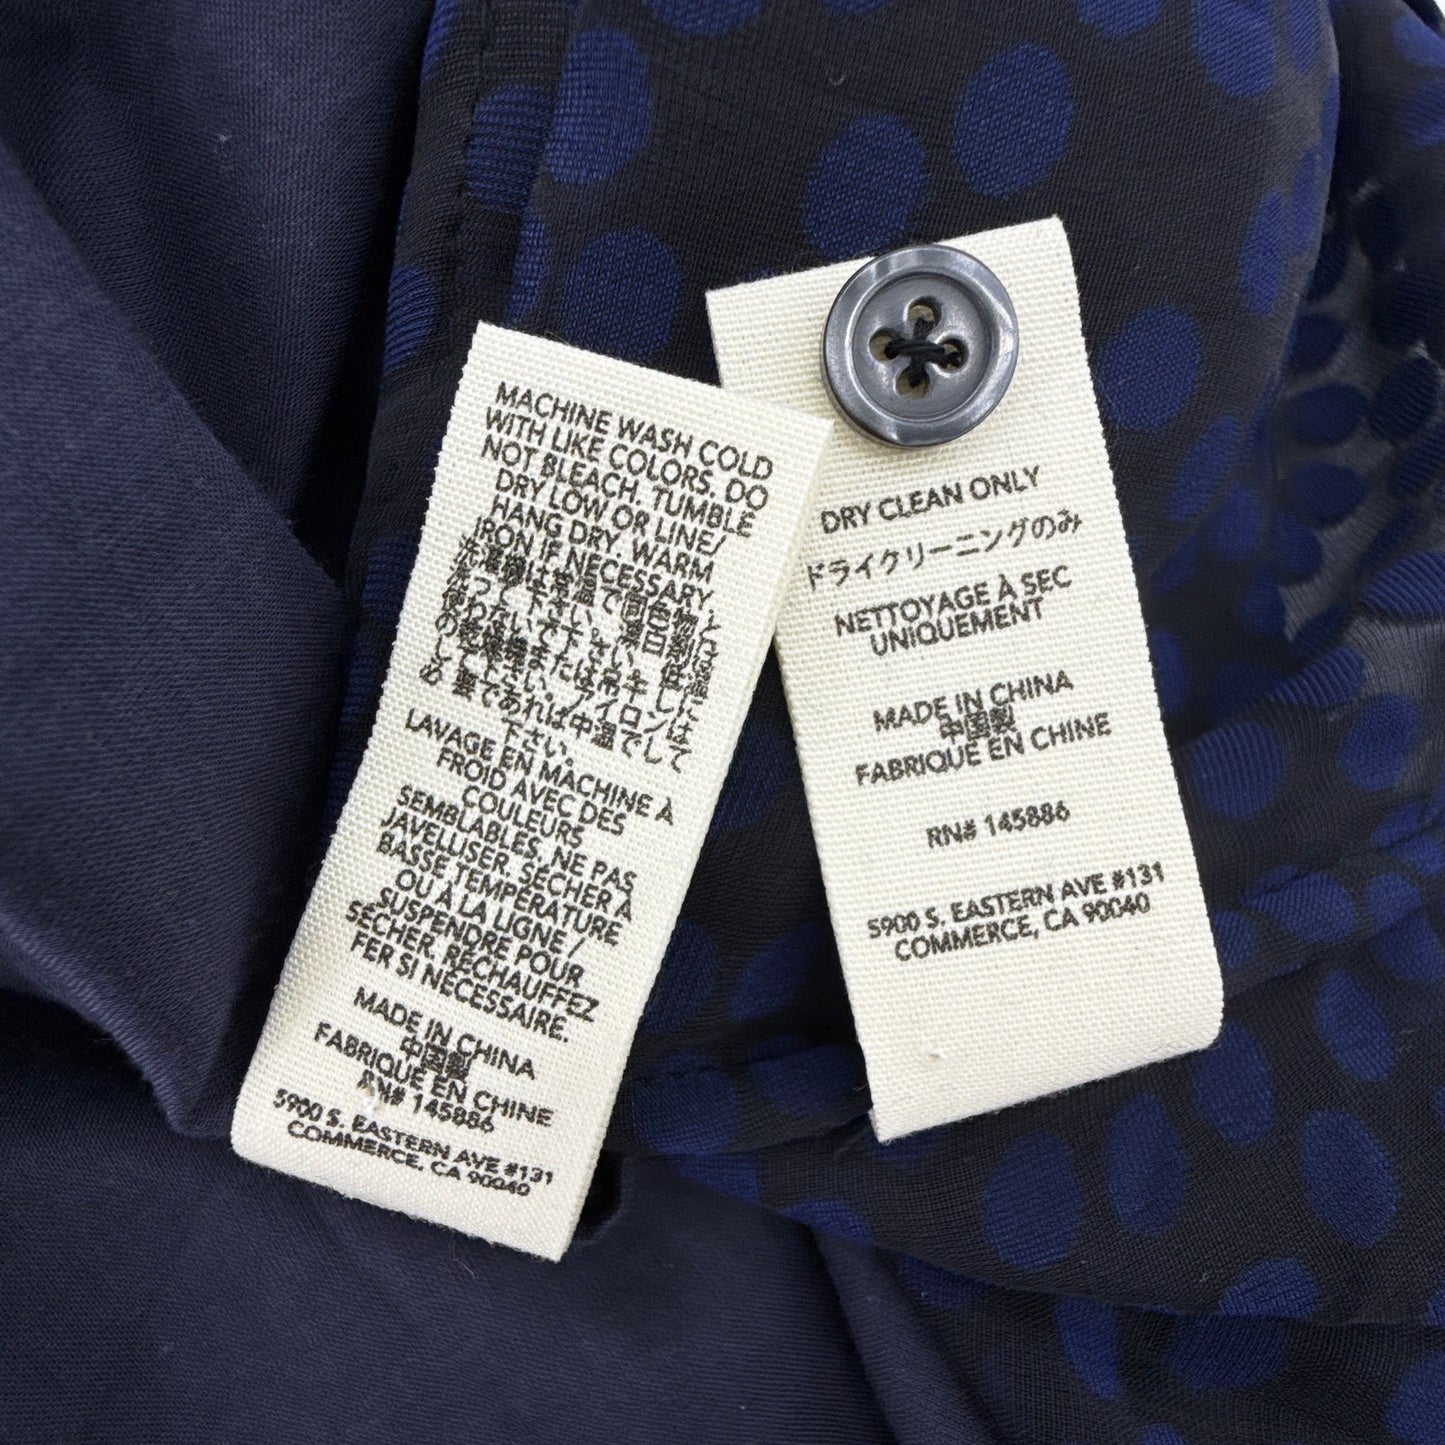 MACHINE WASH COLD
WITH LIKE COLORS. DO
NOT BLEACH. TUMBLE
DRY LOW OR LINE/
HANG DRY. WARM
IRON IF NECESSARY.
下さい。
LAVAGE EN MACHINE À
FROID AVEC DES
COULEURS
SEMBLABLES. NE PAS
JAVELLISER. SÉCHER À
BASSE TEMPÉRATURE
OU À LA LIGNE /
SUSPENDRE POUR
SÉCHER. RÉCHAUFFEZ
FER SI NÉCESSAIRE.
MADE IN CHINA
中国製
FABRIQUÉ EN CHINE
RN# 145886
5900 S. EASTERN AVE #131
COMMERCE, CA 90040
DRY CLEAN ONLY
ドライクリーニングのみ
NETTOYAGE À SEC
UNIQUEMENT
MADE IN CHINA
中国製
FABRIQUÉ EN CHINE
RN# 145886
5900 S. EASTERN AVE #131
COMMERCE, CA 90040